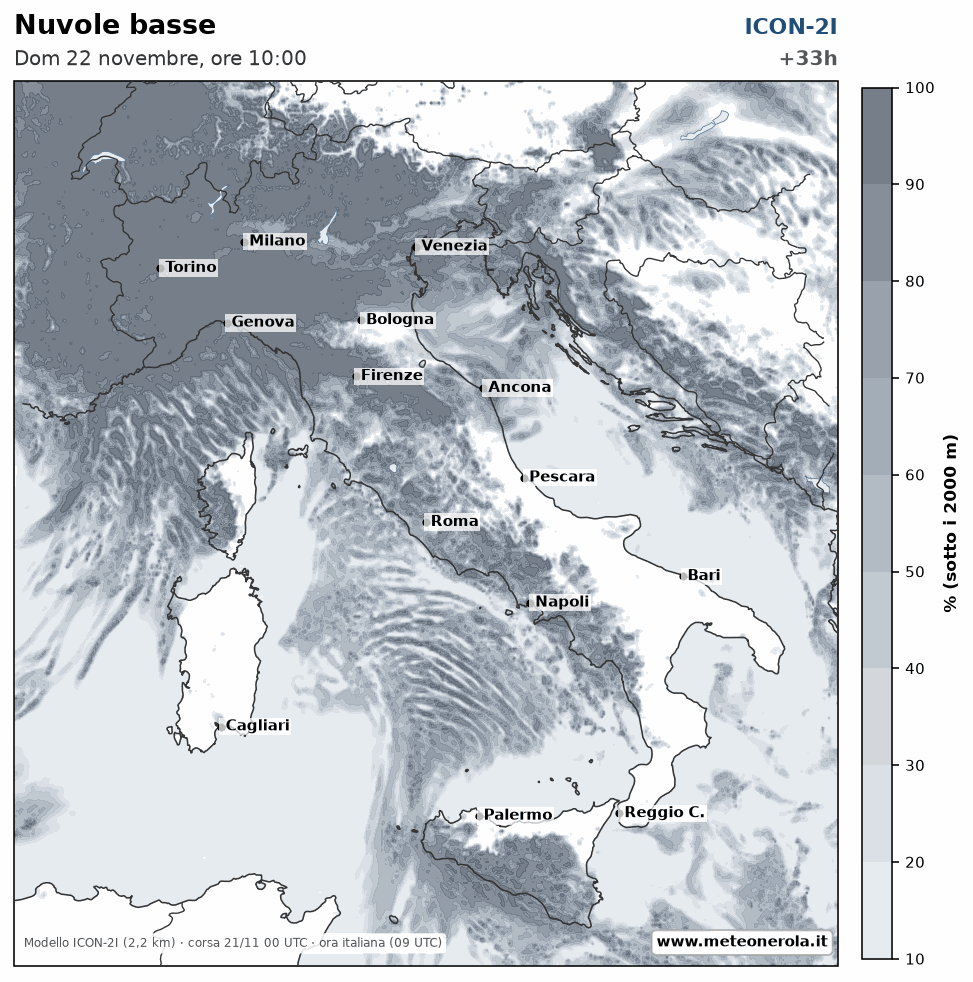 Nuvole basse
ICON-2I
Dom 22 novembre, ore 10:00
+33h
100
90
80
70
60
50
40
30
20
10
% (sotto i 2000 m)
Milano
Venezia
Torino
Genova
Bologna
Firenze
Ancona
Pescara
Roma
Bari
Napoli
Cagliari
Palermo
Reggio C.
Modello ICON-2I (2,2 km) · corsa 21/11 00 UTC · ora italiana (09 UTC)
www.meteonerola.it